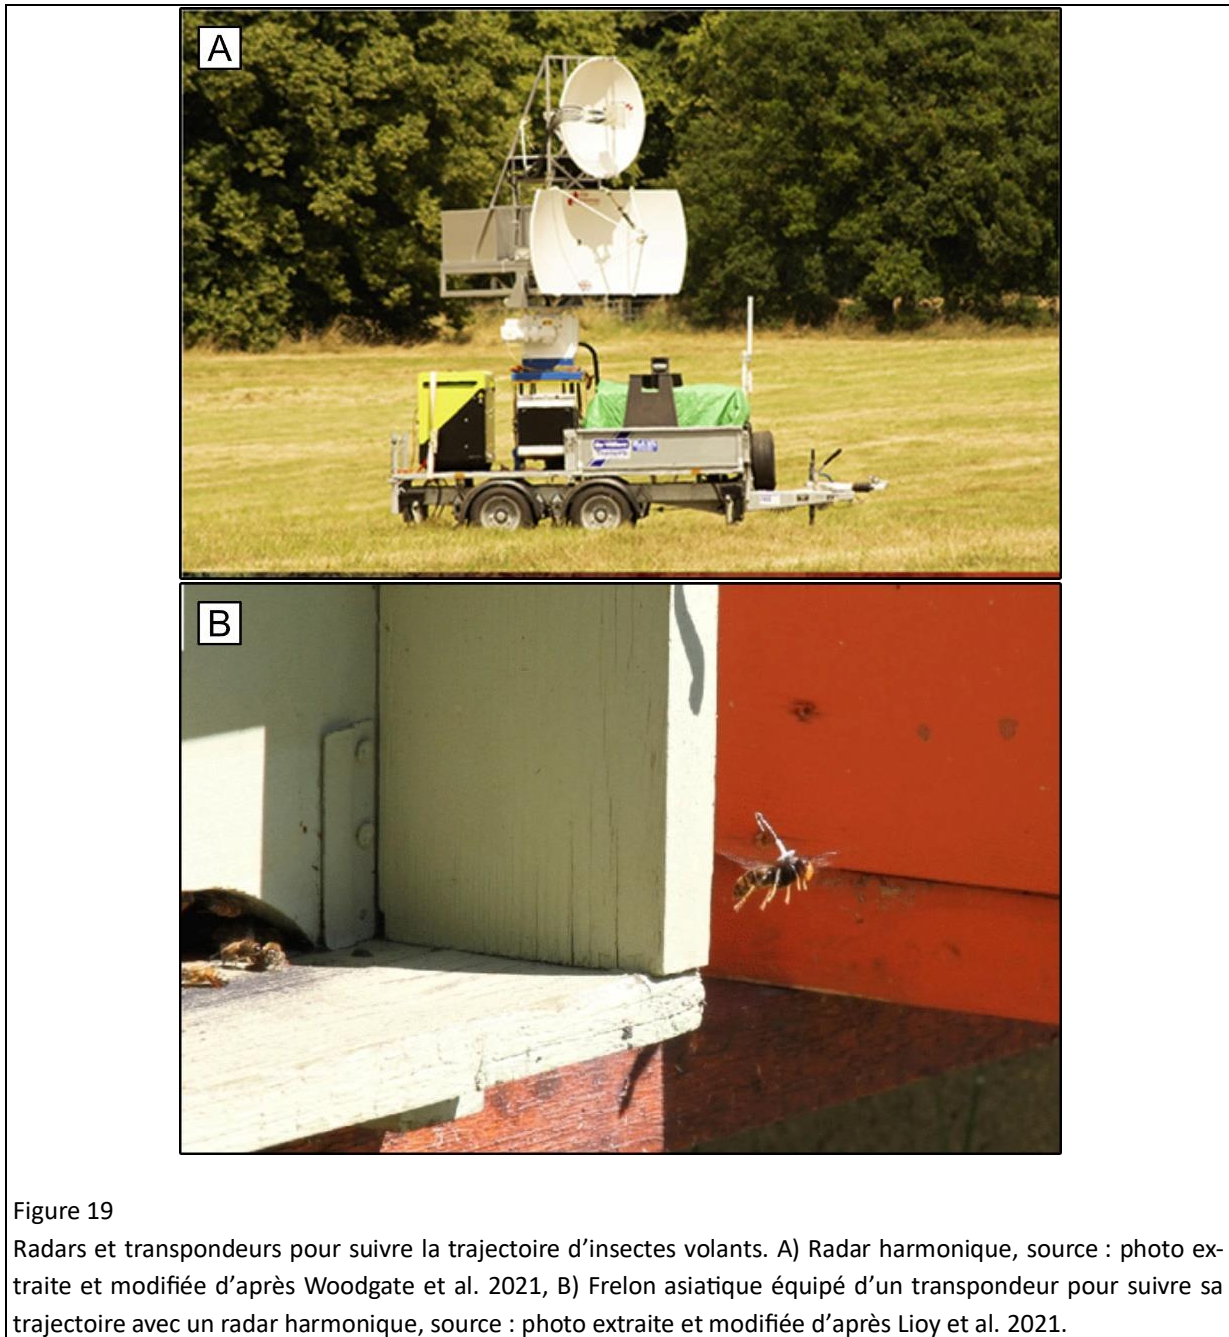 A
B
Figure 19
Radars et transpondeurs pour suivre la trajectoire d’insectes volants. A) Radar harmonique, source : photo ex-
traite et modifiée d’après Woodgate et al. 2021, B) Frelon asiatique équipé d’un transpondeur pour suivre sa
trajectoire avec un radar harmonique, source : photo extraite et modifiée d’après Lioy et al. 2021.